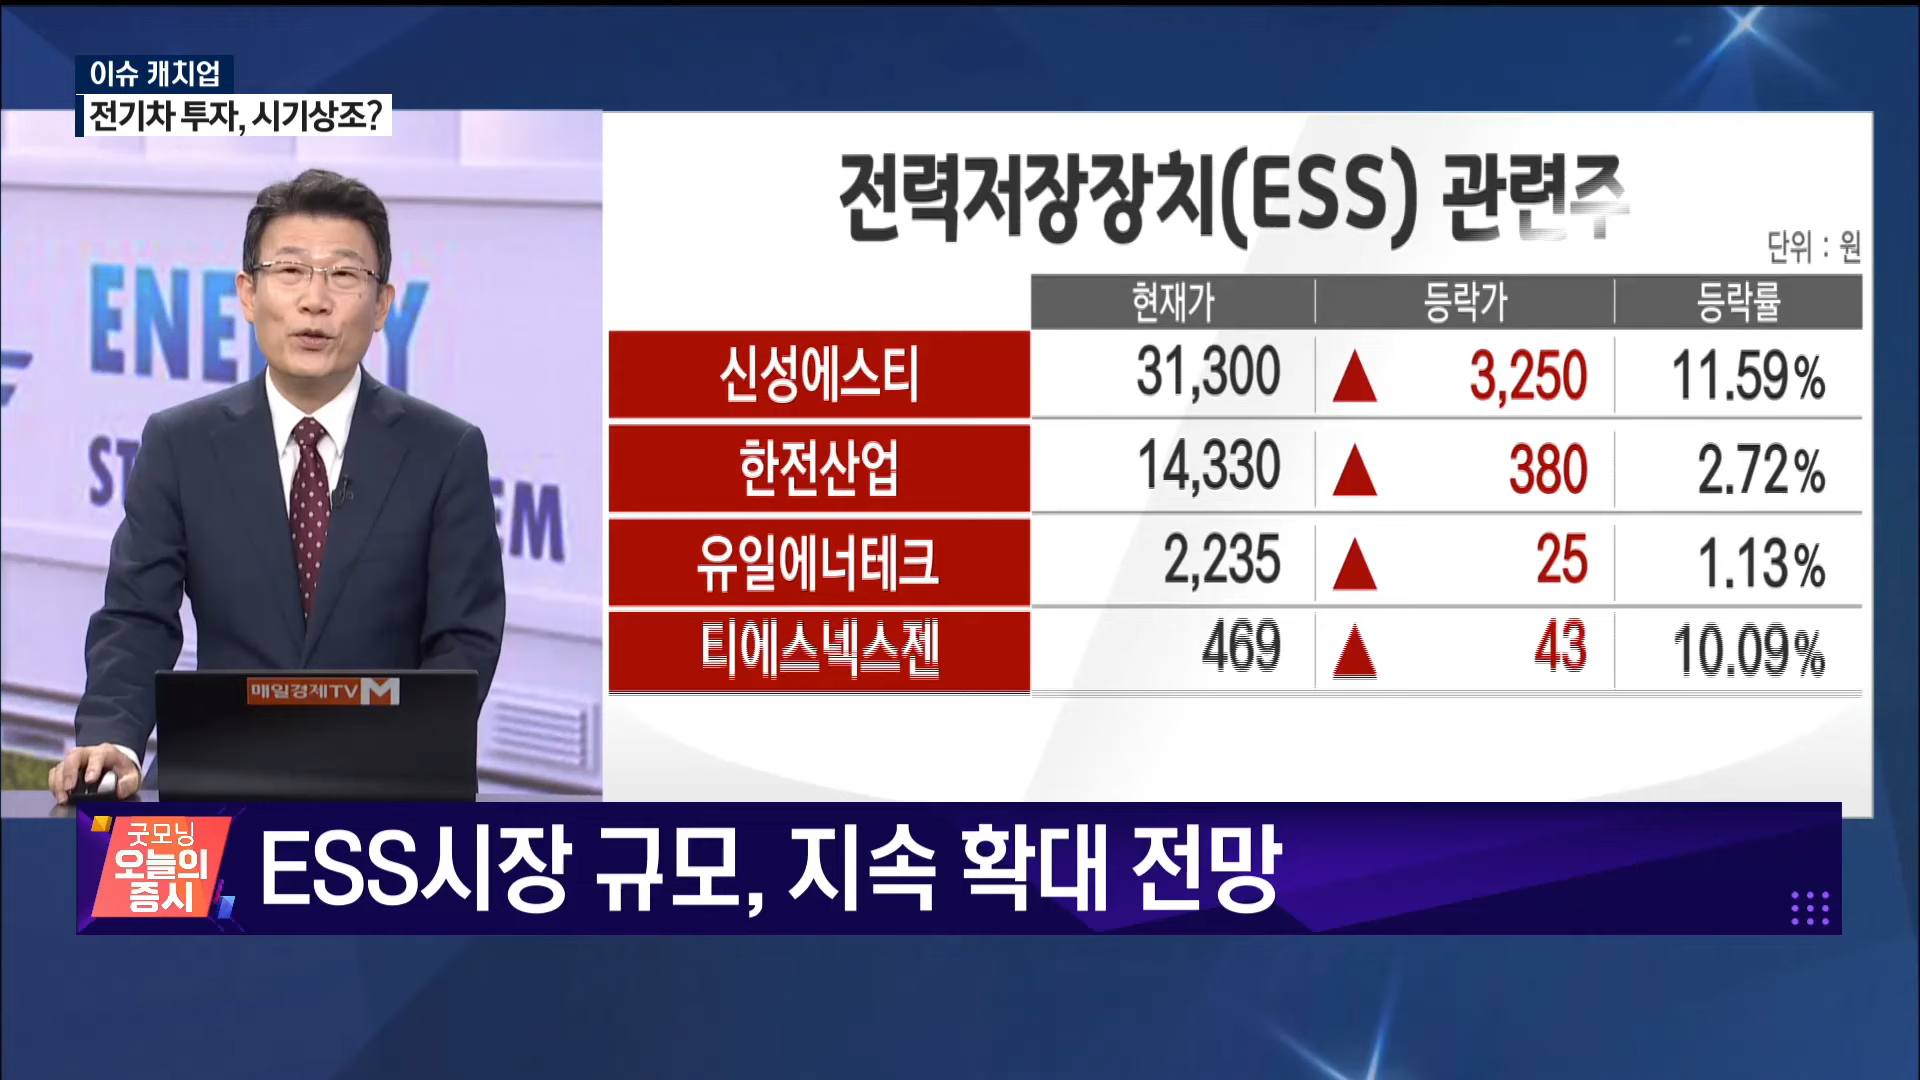 이슈 캐치업
전기차 투자, 시기상조?
ENE Y
ST EM
매일경제TV M
전력저장장치(ESS) 관련주
단위 : 원
현재가 등락가 등락률
신성에스티 31,300 ▲ 3,250 11.59%
한전산업 14,330 ▲ 380 2.72%
유일에너테크 2,235 ▲ 25 1.13%
티에스넥스젠 469 ▲ 43 10.09%
굿모닝
오늘의
증시
ESS시장 규모, 지속 확대 전망